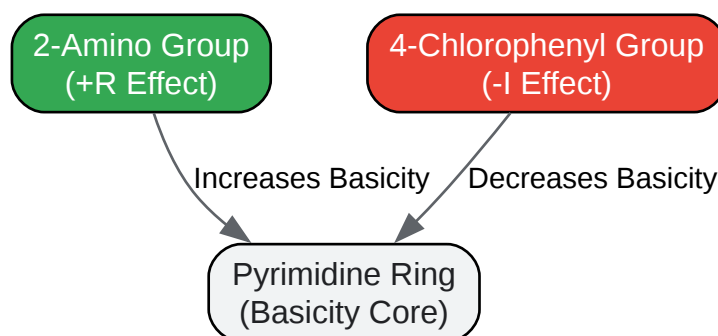 2-Amino Group
(+R Effect)
4-Chlorophenyl Group
(-I Effect)
Increases Basicity
Decreases Basicity
Pyrimidine Ring
(Basicity Core)